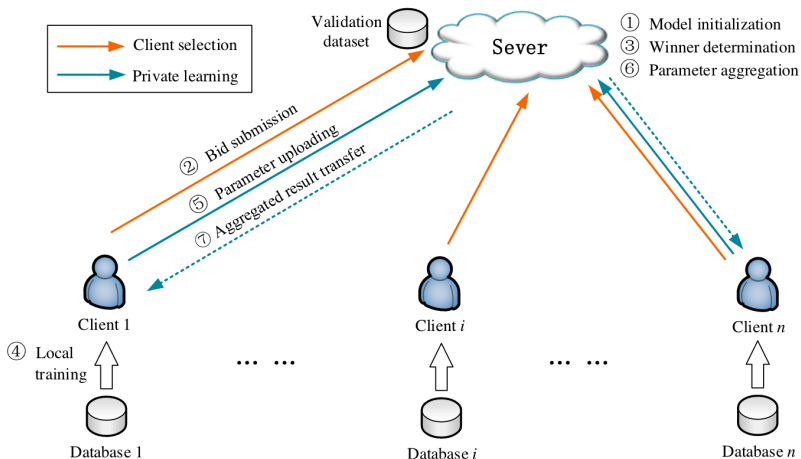 Validation
dataset
Sever
① Model initialization
③ Winner determination
⑥ Parameter aggregation
Client selection
Private learning
② Bid submission
⑤ Parameter uploading
⑦ Aggregated result transfer
Client 1
Client i
Client n
④ Local
training
... ...
... ...
Database 1
Database i
Database n